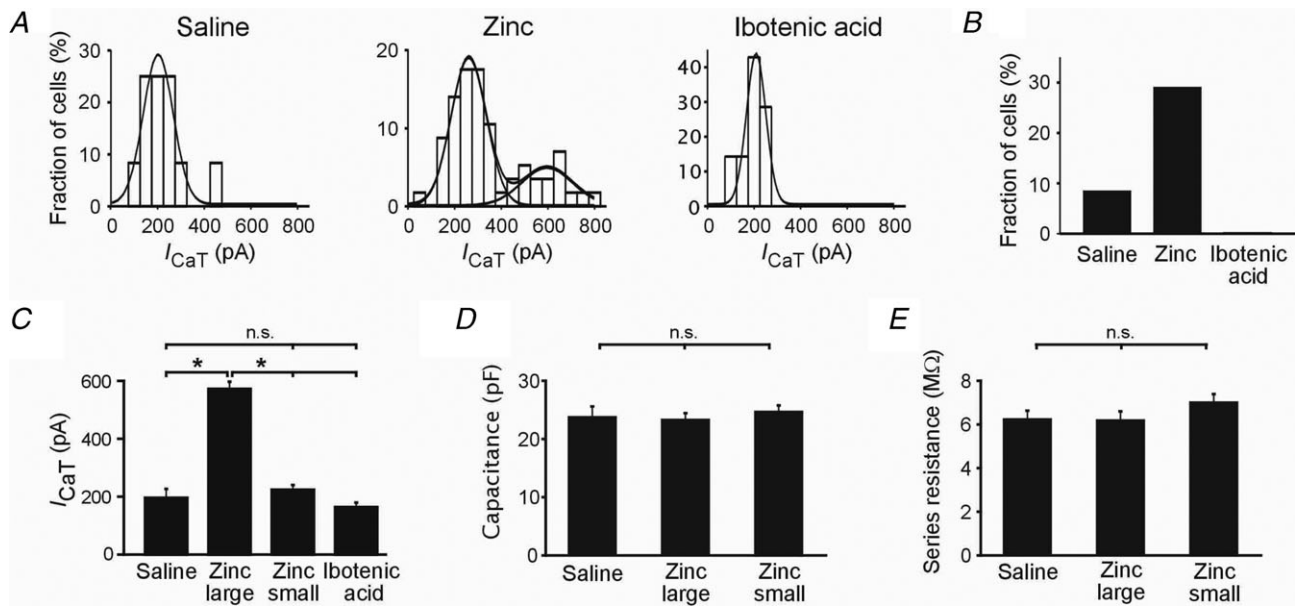 A
Saline
Fraction of cells (%)
30
20
10
0
0 200 400 600 800
I CaT (pA)
Zinc
20
10
0
0 200 400 600 800
I CaT (pA)
Ibotenic acid
40
30
20
10
0
0 200 400 600 800
I CaT (pA)
B
Fraction of cells (%)
30
20
10
0
Saline Zinc Ibotenic
acid
C
n.s.
* *
I CaT (pA)
600
400
200
0
Saline Zinc Zinc Ibotenic
large small acid
D
n.s.
Capacitance (pF)
30
20
10
0
Saline Zinc Zinc
large small
E
n.s.
Series resistance (MΩ)
8
6
4
2
0
Saline Zinc Zinc
large small